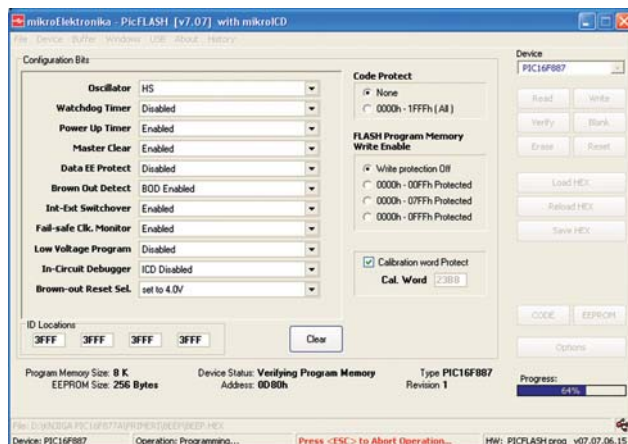 mikroElektronika - PicFLASH [v7.07] with mikroICD
File Device Buffer Windows USB About History
Configuration Bits
Oscillator HS
Watchdog Timer Disabled
Power Up Timer Enabled
Master Clear Enabled
Data EE Protect Disabled
Brown Out Detect BOD Enabled
Int-Ext Switchover Enabled
Fail-safe Clk. Monitor Enabled
Low Voltage Program Disabled
In-Circuit Debugger ICD Disabled
Brown-out Reset Sel. set to 4.0V
Code Protect
None
0000h - 1FFFh ( All )
FLASH Program Memory
Write Enable
Write protection Off
0000h - 00FFh Protected
0000h - 07FFh Protected
0000h - 0FFFh Protected
Calibration word Protect
Cal. Word 23B0
ID Locations
3FFF 3FFF 3FFF 3FFF
Clear
Device
PIC16F887
Read Write
Verify Blank
Erase Reset
Load HEX
Reload HEX
Save HEX
CODE EEPROM
Options
Program Memory Size: 8 K Device Status: Verifying Program Memory Type PIC16F887
EEPROM Size: 256 Bytes Address: 0D80h Revision 1
Progress:
64%
Device: PIC16F887 Operation: Programming... Press <ESC> to Abort Operation... HW: PICFLASH prog v07.07.06.15